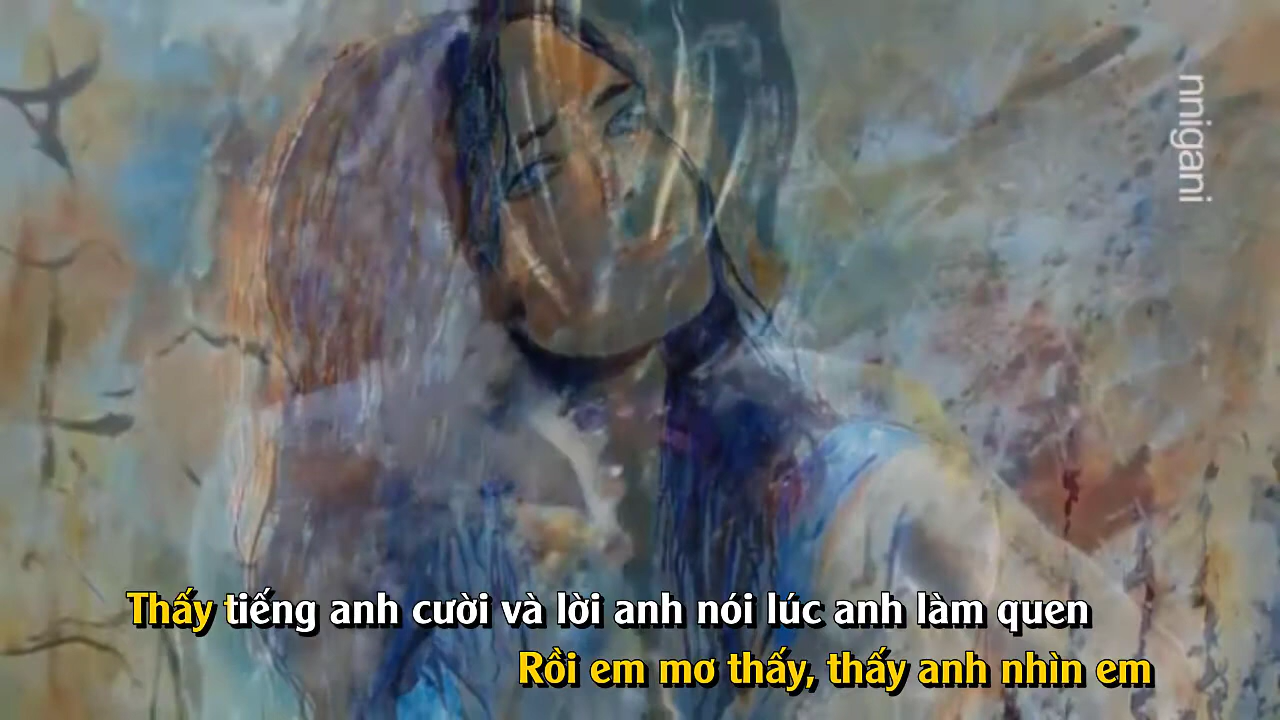 nnigani
Thấy tiếng anh cười và lời anh nói lúc anh làm quen
Rồi em mơ thấy, thấy anh nhìn em